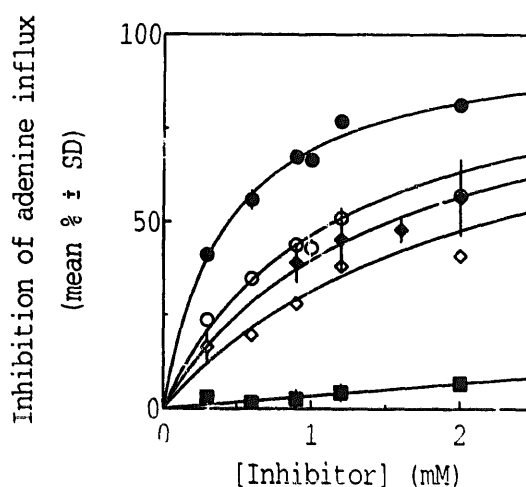 Inhibition of adenine influx
(mean % ± SD)
100
50
0
0 1 2
[Inhibitor] (mM)